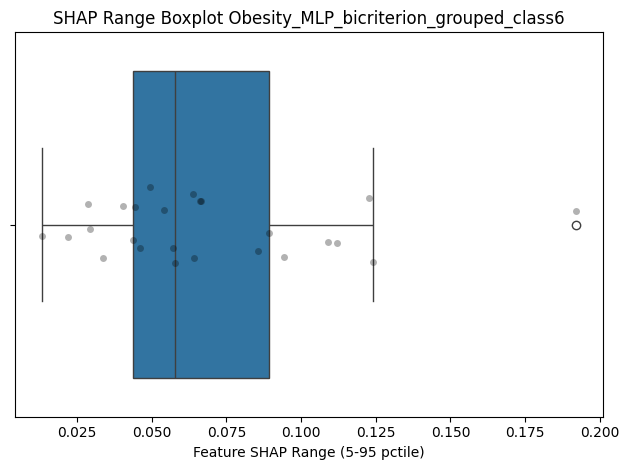 SHAP Range Boxplot Obesity_MLP_bicriterion_grouped_class6
0.025 0.050 0.075 0.100 0.125 0.150 0.175 0.200
Feature SHAP Range (5-95 pctile)